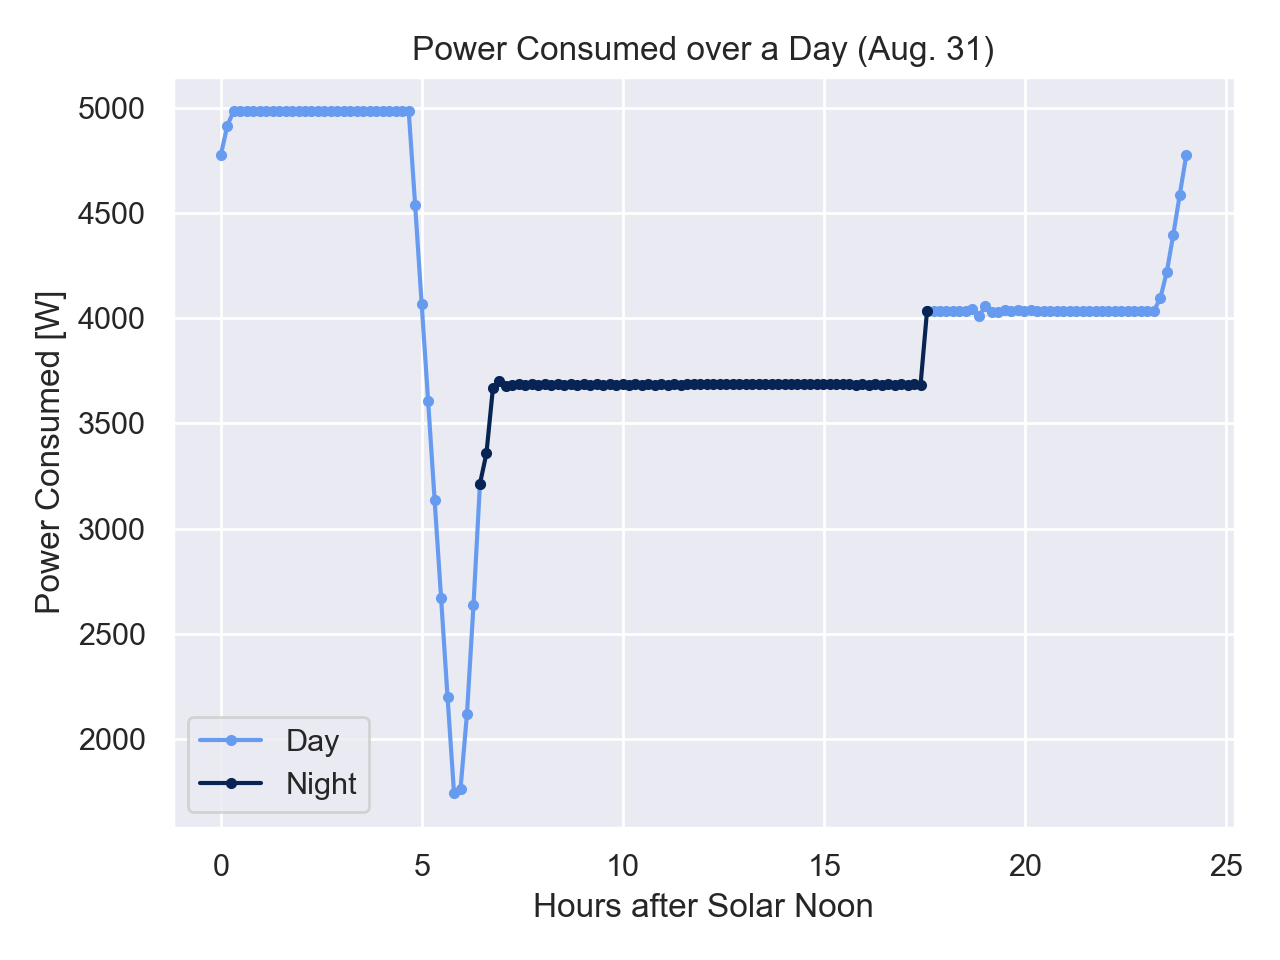 Power Consumed over a Day (Aug. 31)
Power Consumed [W]
5000
4500
4000
3500
3000
2500
2000
Day
Night
0 5 10 15 20 25
Hours after Solar Noon